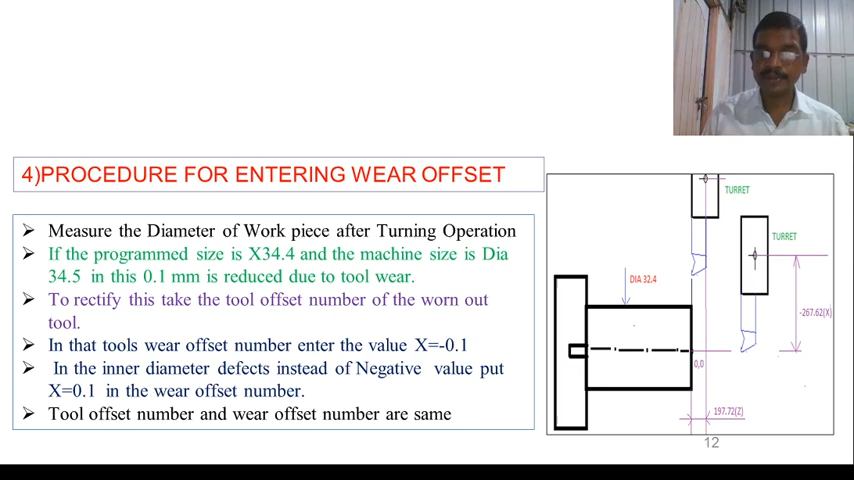 4)PROCEDURE FOR ENTERING WEAR OFFSET
Measure the Diameter of Work piece after Turning Operation
If the programmed size is X34.4 and the machine size is Dia
34.5 in this 0.1 mm is reduced due to tool wear.
To rectify this take the tool offset number of the worn out
tool.
In that tools wear offset number enter the value X=-0.1
In the inner diameter defects instead of Negative value put
X=0.1 in the wear offset number.
Tool offset number and wear offset number are same
TURRET
TURRET
DIA 32.4
-267.62(X)
0,0
197.72(Z)
12